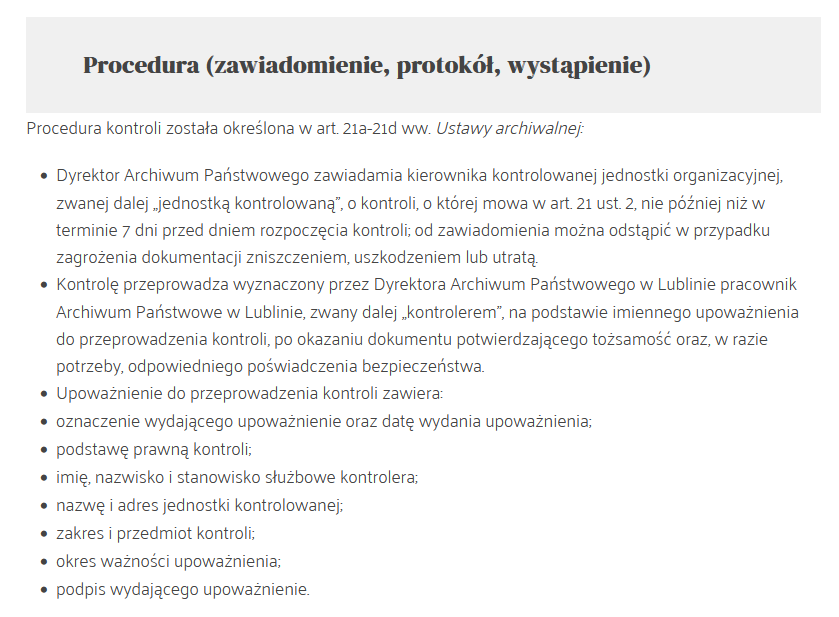 Procedura (zawiadomienie, protokół, wystąpienie)
Procedura kontroli została określona w art. 21a-21d ww. Ustawy archiwalnej:
• Dyrektor Archiwum Państwowego zawiadamia kierownika kontrolowanej jednostki organizacyjnej,
zwanej dalej „jednostką kontrolowaną”, o kontroli, o której mowa w art. 21 ust. 2, nie później niż w
terminie 7 dni przed dniem rozpoczęcia kontroli; od zawiadomienia można odstąpić w przypadku
zagrożenia dokumentacji zniszczeniem, uszkodzeniem lub utratą.
• Kontrolę przeprowadza wyznaczony przez Dyrektora Archiwum Państwowego w Lublinie pracownik
Archiwum Państwowe w Lublinie, zwany dalej „kontrolerem”, na podstawie imiennego upoważnienia
do przeprowadzenia kontroli, po okazaniu dokumentu potwierdzającego tożsamość oraz, w razie
potrzeby, odpowiedniego poświadczenia bezpieczeństwa.
• Upoważnienie do przeprowadzenia kontroli zawiera:
• oznaczenie wydającego upoważnienie oraz datę wydania upoważnienia;
• podstawę prawną kontroli;
• imię, nazwisko i stanowisko służbowe kontrolera;
• nazwę i adres jednostki kontrolowanej;
• zakres i przedmiot kontroli;
• okres ważności upoważnienia;
• podpis wydającego upoważnienie.